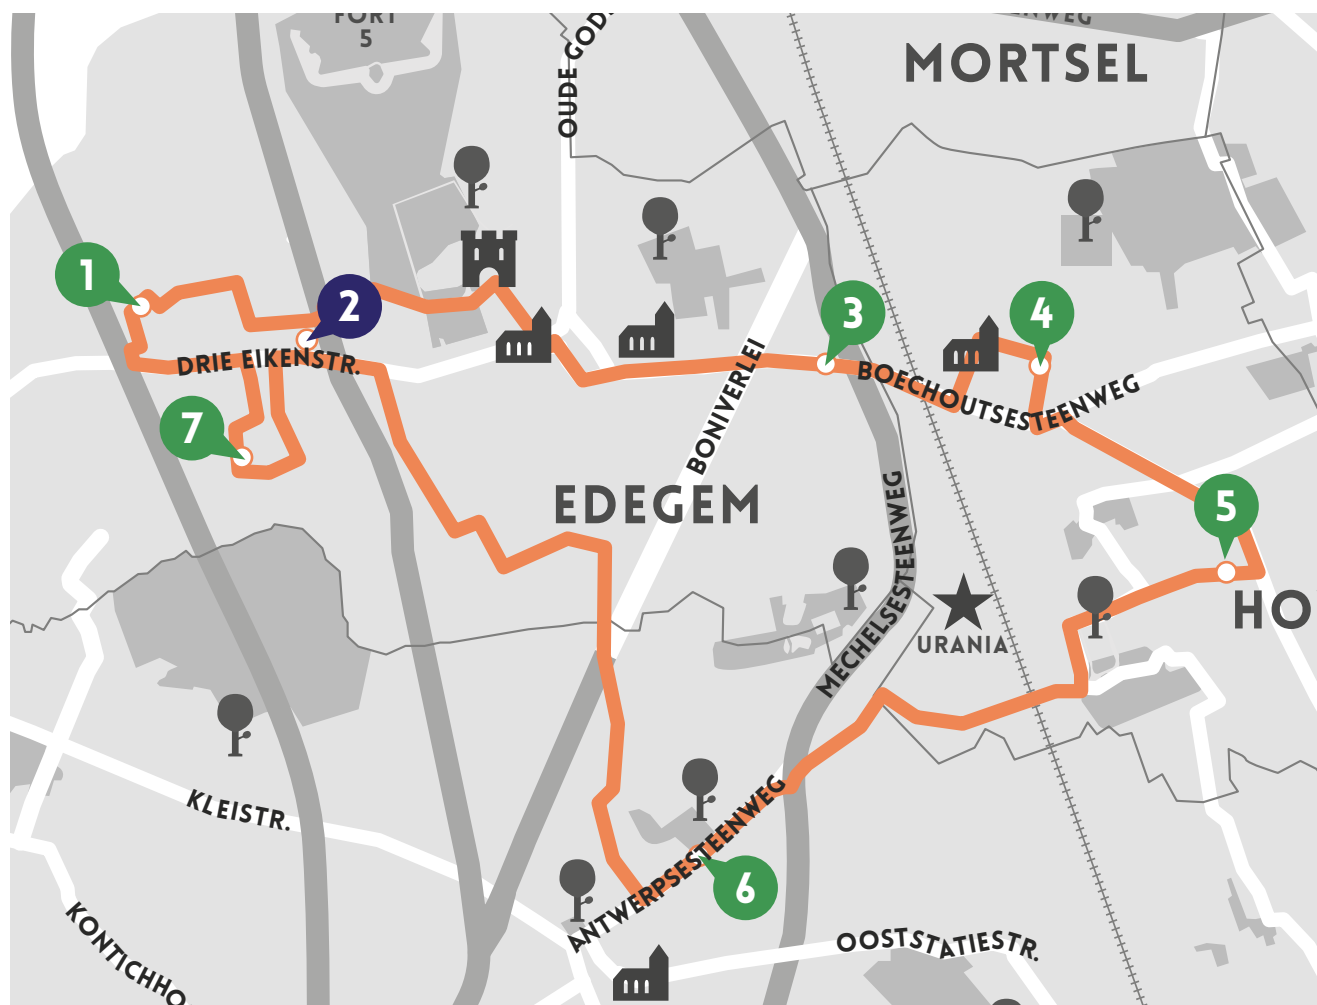 FORT
5
OUDE GOD
ENWEG
MORTSEL
1
2
3
4
DRIE EIKENSTR.
BOECHOUTSESTEENWEG
7
BONIVERLEI
EDEGEM
MECHELSESTEENWEG
5
HO
URANIA
KLEISTR.
ANTWERPSESTEENWEG
6
KONTICHHO
OOSTSTATIESTR.